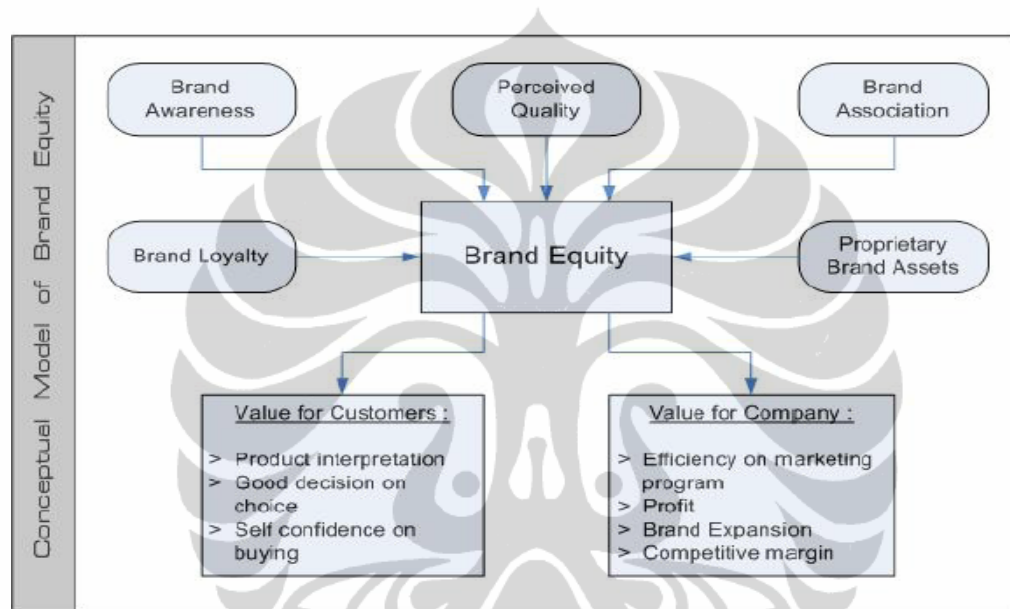 Conceptual Model of Brand Equity
Brand
Awareness
Perceived
Quality
Brand
Association
Brand Loyalty
Brand Equity
Proprietary
Brand Assets
Value for Customers :
> Product interpretation
> Good decision on
choice
> Self confidence on
buying
Value for Company :
> Efficiency on marketing
program
> Profit
> Brand Expansion
> Competitive margin